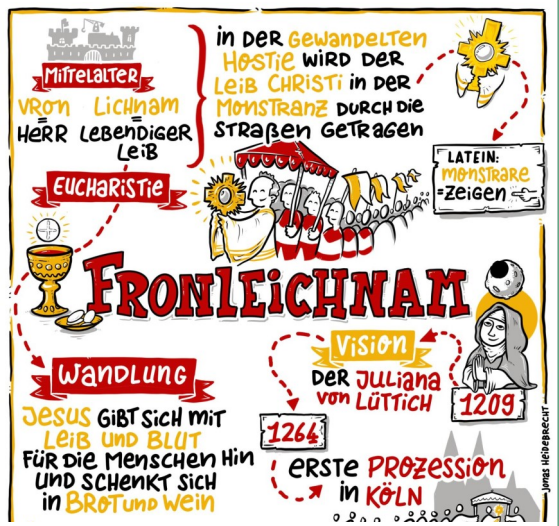 MITTELALTER
VRON LICHNAM
= =
HERR LEBENDIGER
LEIB
IN DER GEWANDELTEN
HOSTIE WIRD DER
LEIB CHRISTI IN DER
MONSTRANZ DURCH DIE
STRAßEN GETRAGEN
LATEIN:
MONSTRARE
=ZEIGEN
EUCHARISTIE
FRONLEICHNAM
WANDLUNG
JESUS GIBT SICH MIT
LEIB UND BLUT
FÜR DIE MENSCHEN HIN
UND SCHENKT SICH
IN BROT UND WEIN
VISION
DER JULIANA
VON LÜTTICH
1209
1264
ERSTE PROZESSION
IN KÖLN
JONAS HEIDEBRECHT